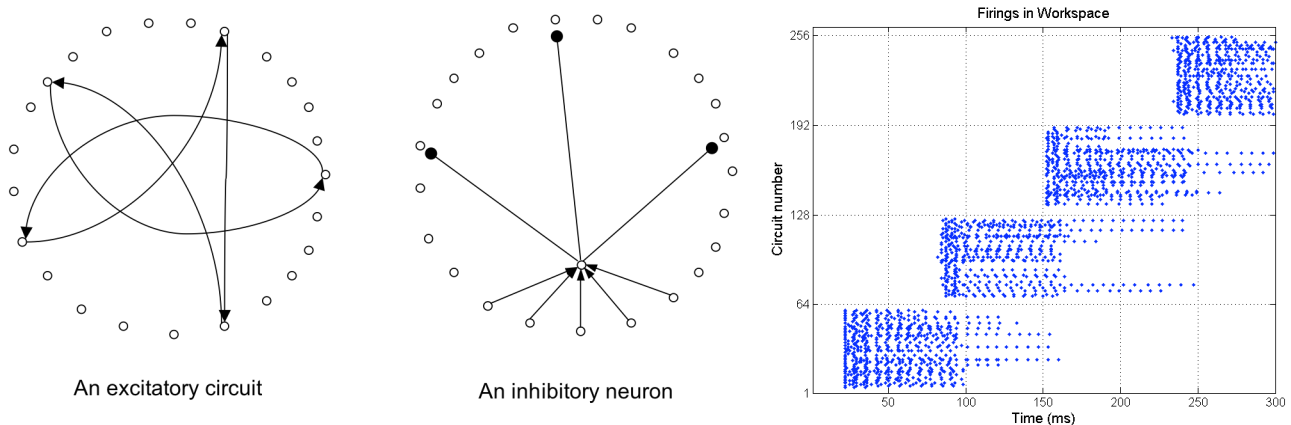 An excitatory circuit
An inhibitory neuron
Firings in Workspace
Circuit number
256
192
128
64
1
50
100
150
200
250
300
Time (ms)